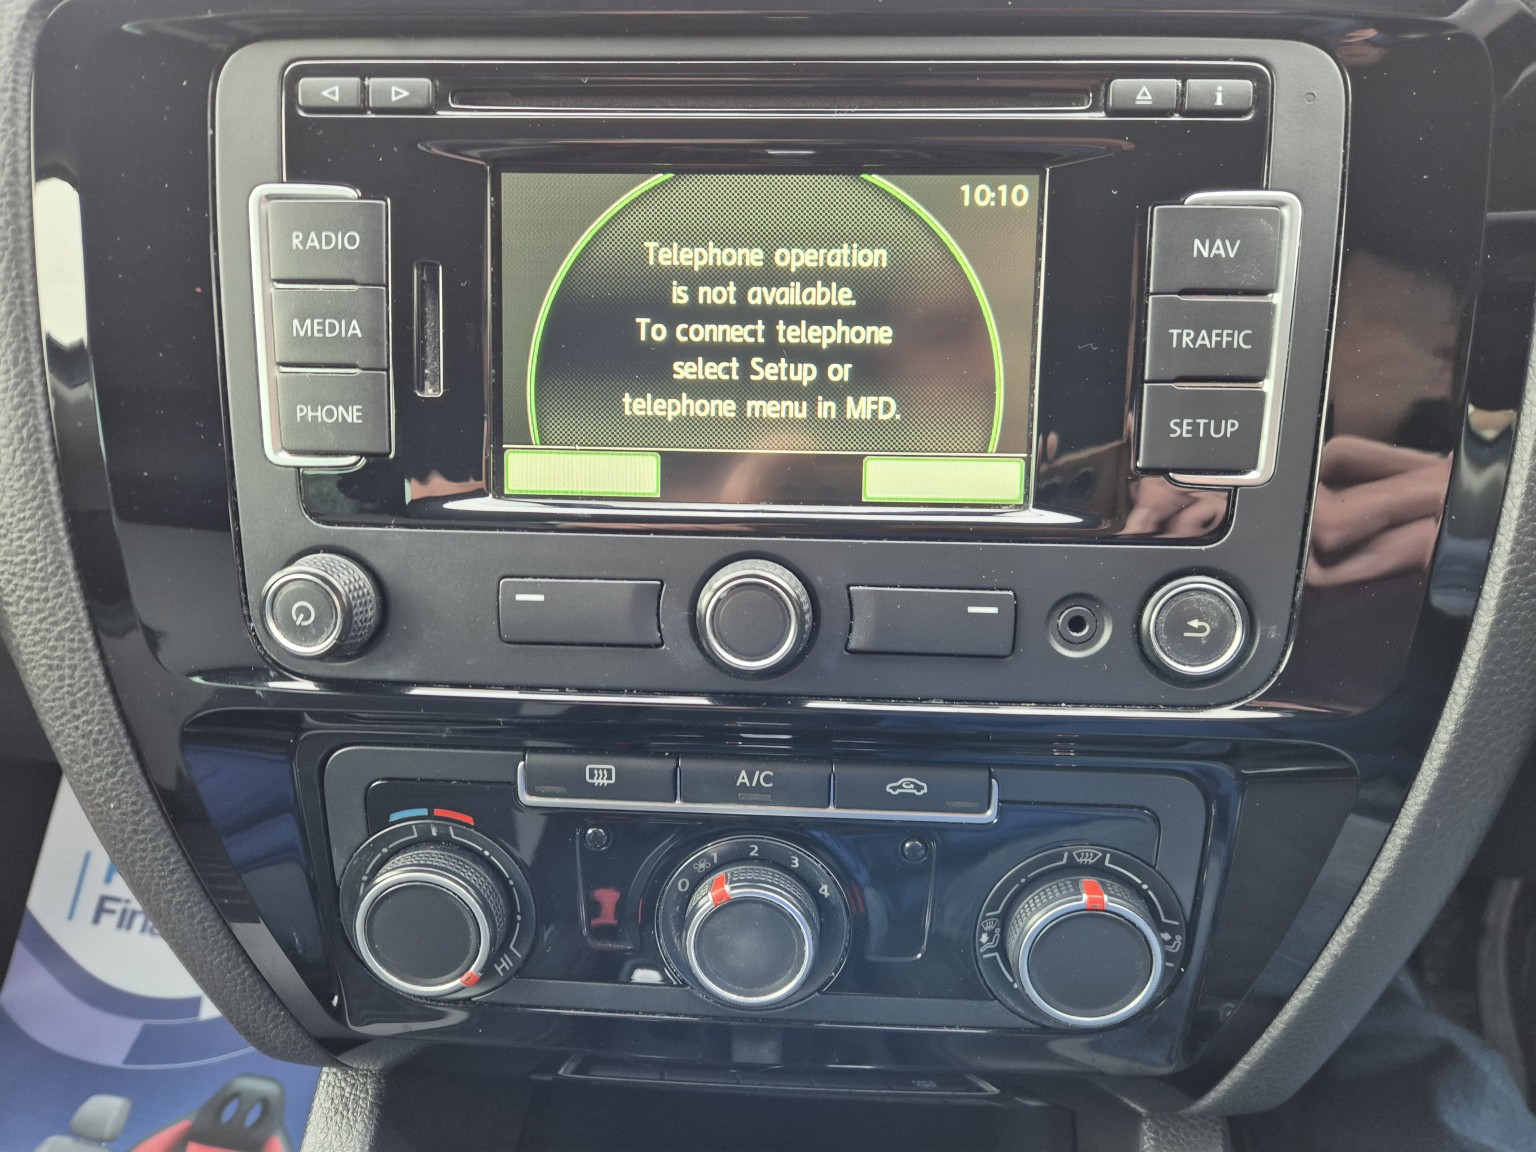 i
10:10
RADIO
MEDIA
PHONE
Telephone operation
is not available.
To connect telephone
select Setup or
telephone menu in MFD.
NAV
TRAFFIC
SETUP
A/C
HI
0 1 2 3 4